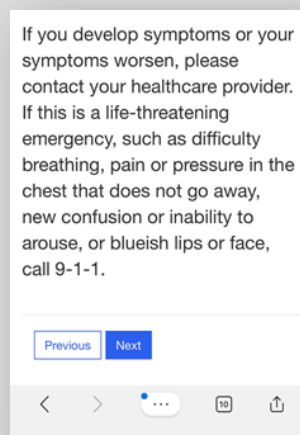 If you develop symptoms or your
symptoms worsen, please
contact your healthcare provider.
If this is a life-threatening
emergency, such as difficulty
breathing, pain or pressure in the
chest that does not go away,
new confusion or inability to
arouse, or blueish lips or face,
call 9-1-1.
Previous Next
10